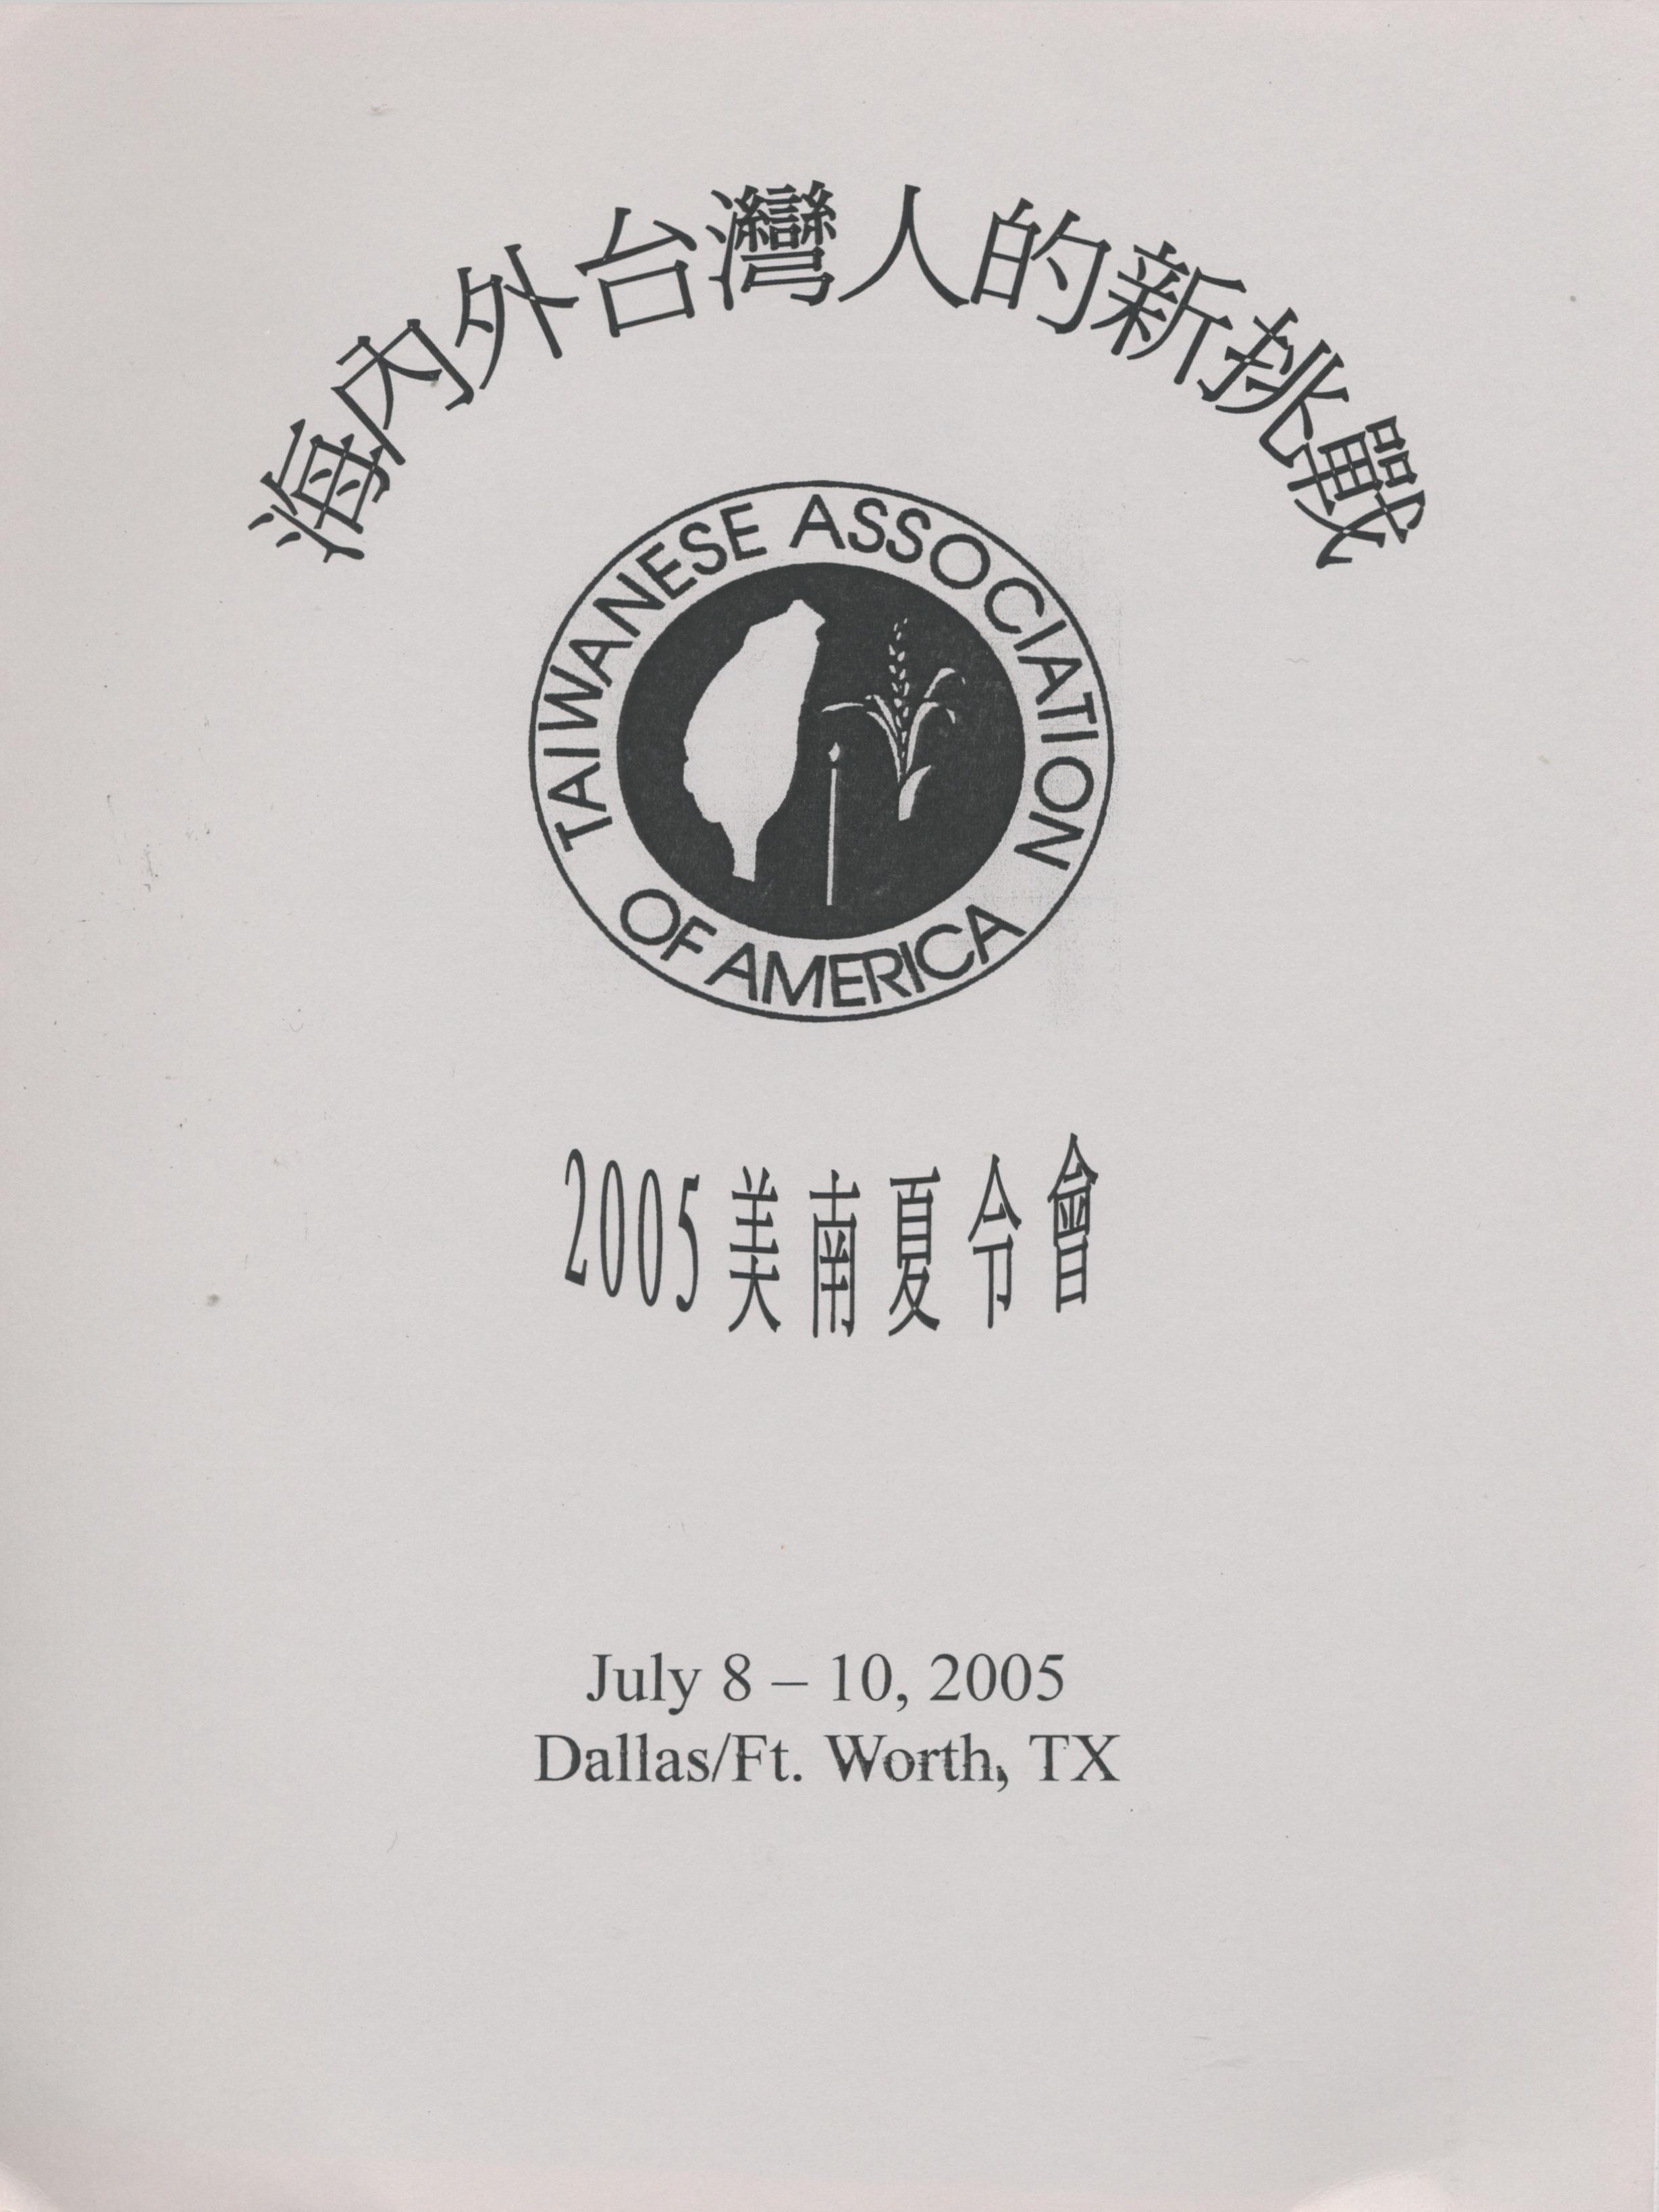 海內外台灣人的新挑戰
TAIWANESE ASSOCIATION
OF AMERICA
2005美南夏令會
July 8 – 10, 2005
Dallas/Ft. Worth, TX